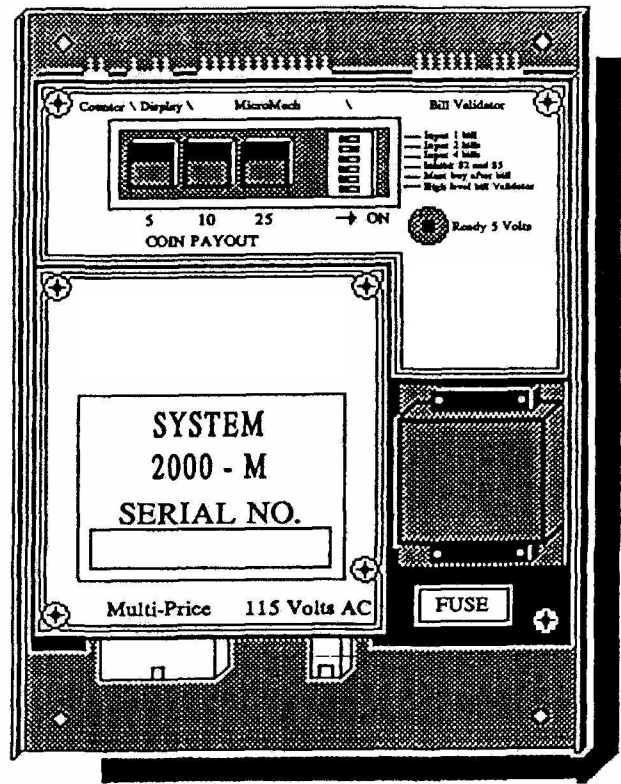 Counter \ Display \ MicroMech \ Bill Validator
Input 1 bill
Input 2 bills
Input 4 bills
Inhibit $2 and $5
Must buy after bill
High level bill Validator
5 10 25 → ON
COIN PAYOUT
Ready 5 Volts
SYSTEM
2000 - M
SERIAL NO.
Multi-Price 115 Volts AC
FUSE